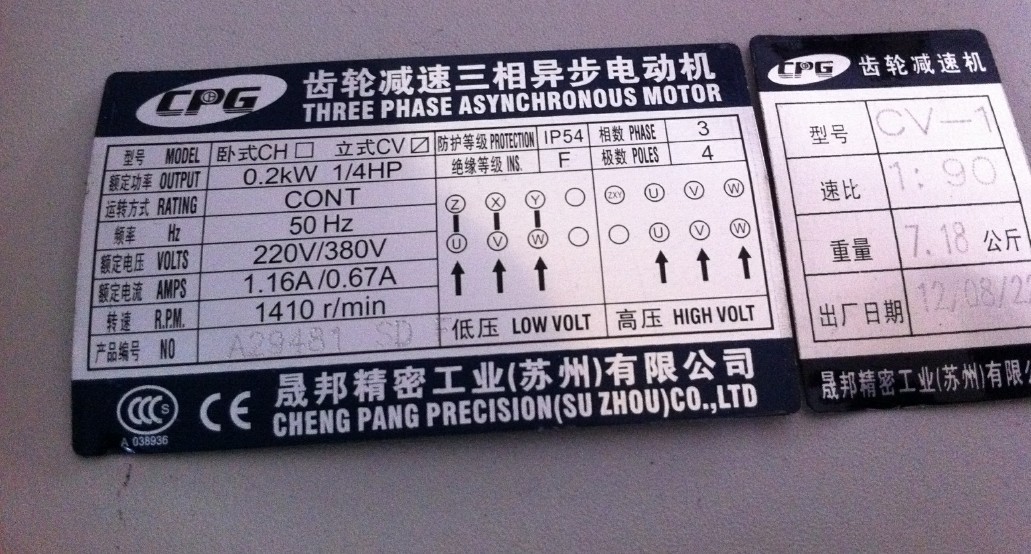 CPG
齿轮减速三相异步电动机
THREE PHASE ASYNCHRONOUS MOTOR
型号 MODEL 卧式CH □ 立式CV ☑
额定功率 OUTPUT 0.2kW 1/4HP
运转方式 RATING CONT
频率 Hz 50 Hz
额定电压 VOLTS 220V/380V
额定电流 AMPS 1.16A/0.67A
转速 R.P.M. 1410 r/min
产品编号 NO A29481 SD F
防护等级 PROTECTION IP54 相数 PHASE 3
绝缘等级 INS. F 极数 POLES 4
Z X Y ZXY U V W
U V W U V W
低压 LOW VOLT 高压 HIGH VOLT
CCC S
A 038936
CE
晟邦精密工业(苏州)有限公司
CHENG PANG PRECISION(SU ZHOU)CO.,LTD
CPG 齿轮减速机
型号 CV-1
速比 1:90
重量 7.18 公斤
出厂日期 12/08/2
晟邦精密工业(苏州)有限